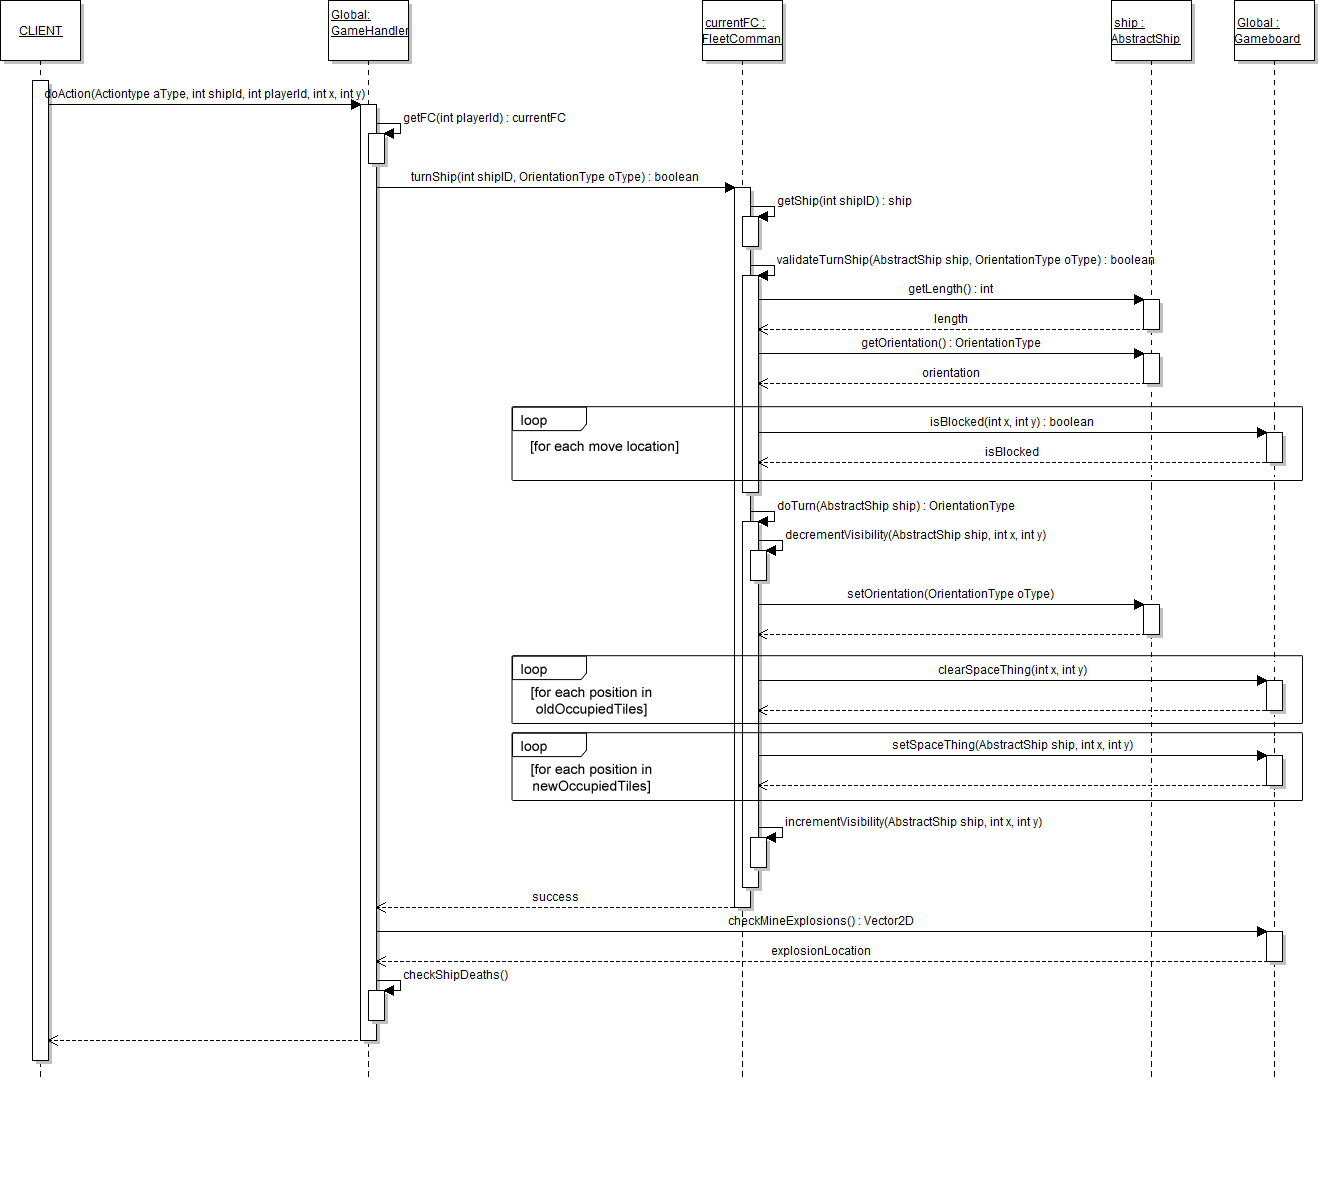 CLIENT
Global:
GameHandler
currentFC :
FleetComman
ship :
AbstractShip
Global :
Gameboard
doAction(Actiontype aType, int shipId, int playerId, int x, int y)
getFC(int playerId) : currentFC
turnShip(int shipID, OrientationType oType) : boolean
getShip(int shipID) : ship
validateTurnShip(AbstractShip ship, OrientationType oType) : boolean
getLength() : int
length
getOrientation() : OrientationType
orientation
loop
[for each move location]
isBlocked(int x, int y) : boolean
isBlocked
doTurn(AbstractShip ship) : OrientationType
decrementVisibility(AbstractShip ship, int x, int y)
setOrientation(OrientationType oType)
loop
[for each position in
oldOccupiedTiles]
clearSpaceThing(int x, int y)
loop
[for each position in
newOccupiedTiles]
setSpaceThing(AbstractShip ship, int x, int y)
incrementVisibility(AbstractShip ship, int x, int y)
success
checkMineExplosions() : Vector2D
explosionLocation
checkShipDeaths()